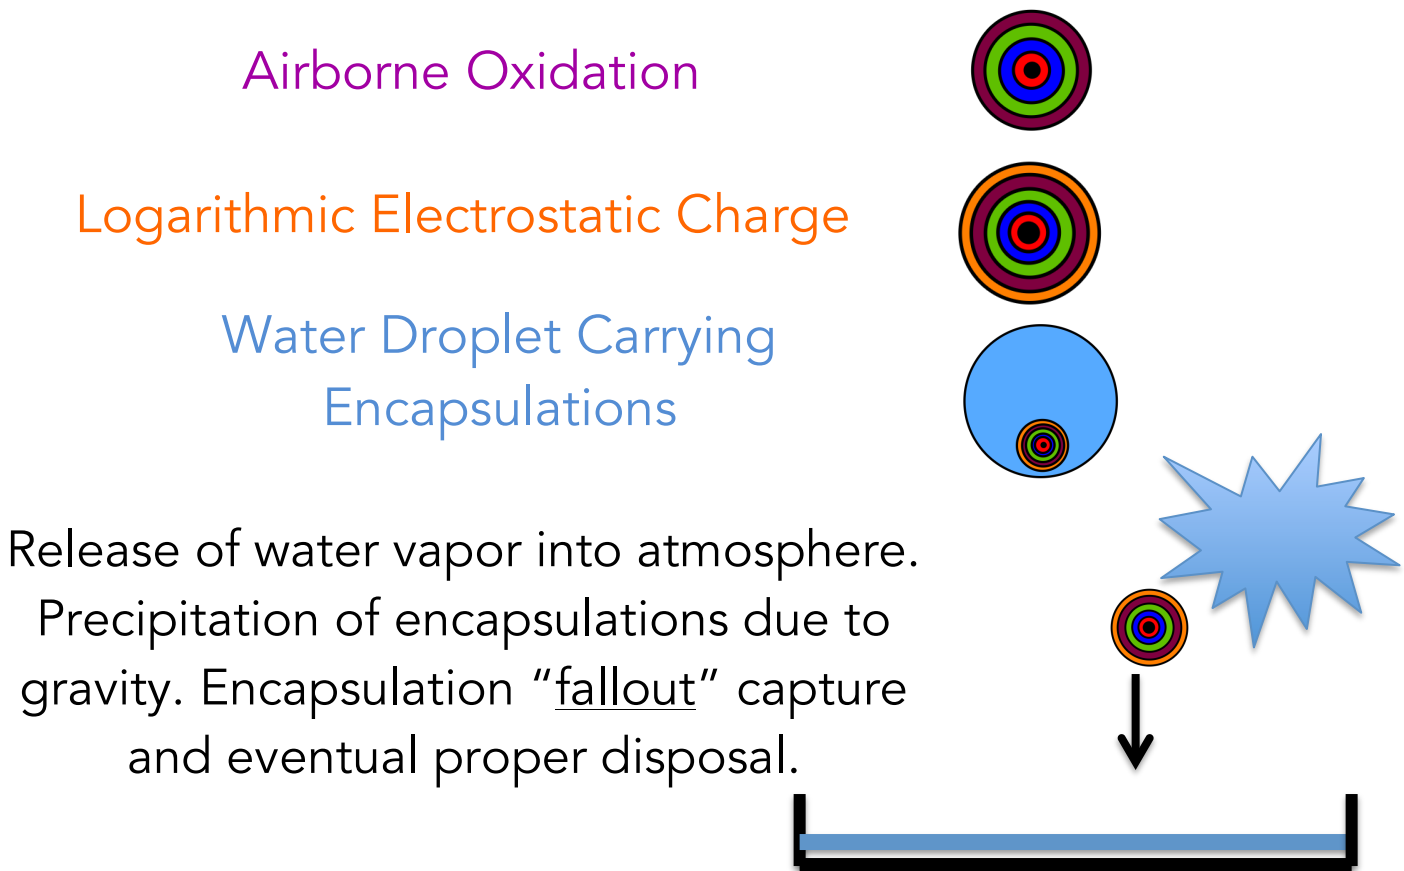 Airborne Oxidation
Logarithmic Electrostatic Charge
Water Droplet Carrying
Encapsulations
Release of water vapor into atmosphere.
Precipitation of encapsulations due to
gravity. Encapsulation “fallout” capture
and eventual proper disposal.